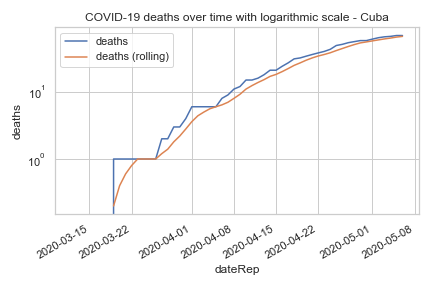 COVID-19 deaths over time with logarithmic scale - Cuba
deaths
deaths (rolling)
deaths
10¹
10⁰
2020-03-15
2020-03-22
2020-04-01
2020-04-08
2020-04-15
2020-04-22
2020-05-01
2020-05-08
dateRep